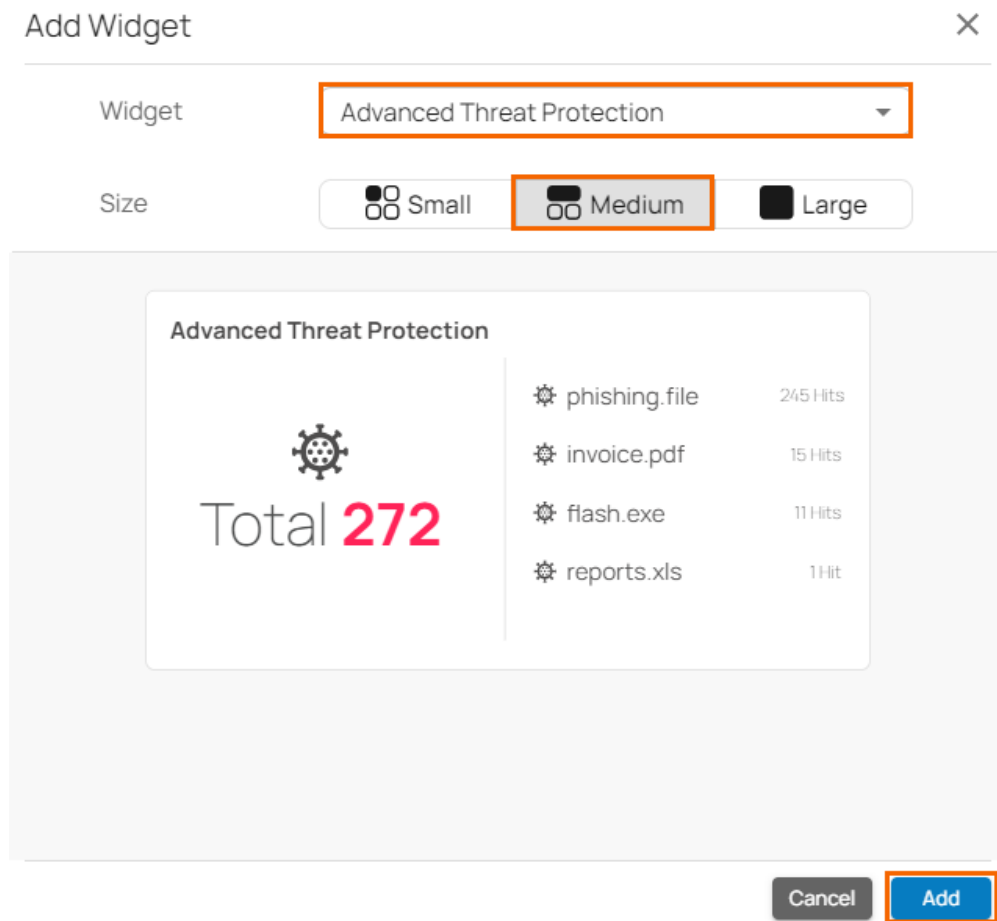 Add Widget
Widget
Advanced Threat Protection
Size
Small
Medium
Large
Advanced Threat Protection
Total 272
phishing.file 245 Hits
invoice.pdf 15 Hits
flash.exe 11 Hits
reports.xls 1 Hit
Cancel
Add